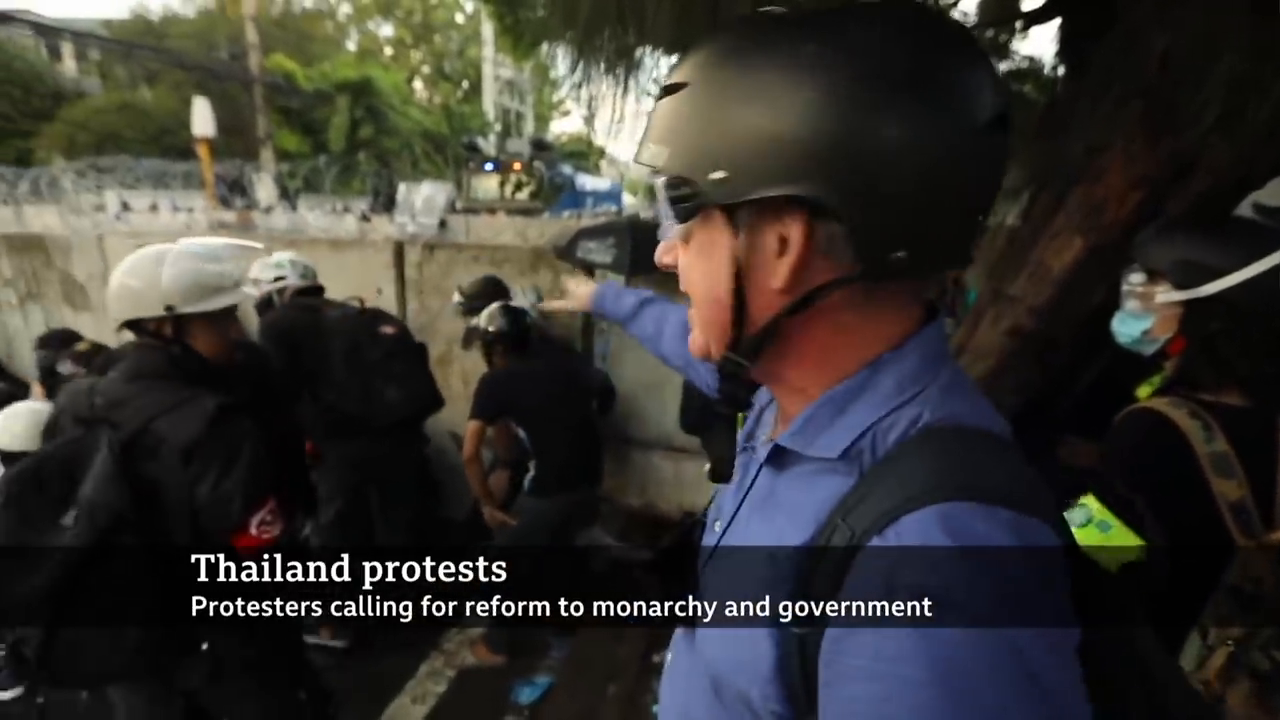 Thailand protests
Protesters calling for reform to monarchy and government